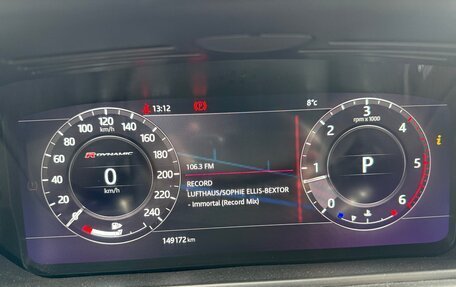 13:12
8°c
100 120 140
80 160
60 180
40 200
20 220
0 240
km/h
R-DYNAMIC
0
km/h
106.3 FM
RECORD
LUFTHAUS/SOPHIE ELLIS-BEXTOR
- Immortal (Record Mix)
3
2 4
rpm x 1000
1 5
0 6
P
149172 km